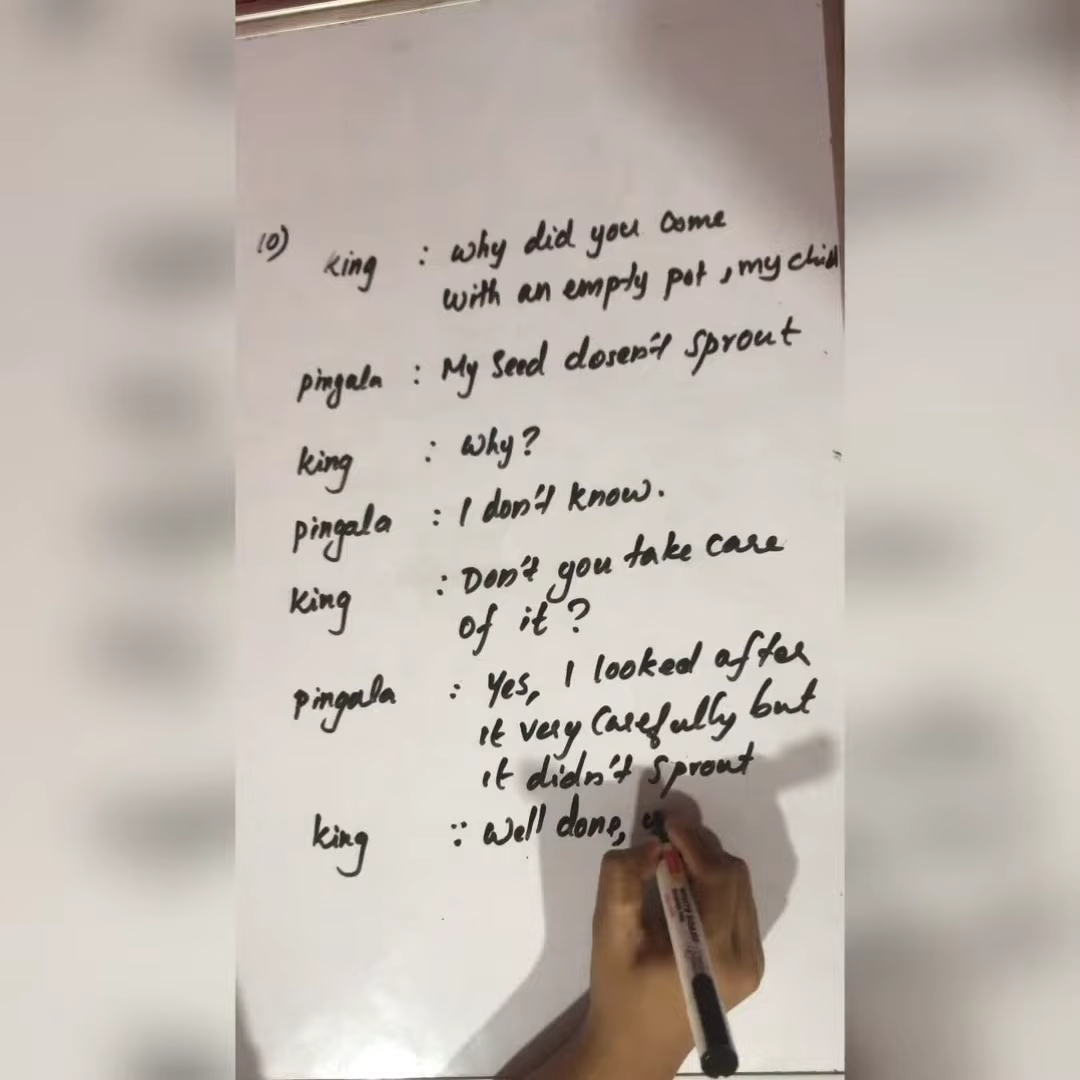 10) king : why did you come
with an empty pot, my child
pingala : My seed dosen't sprout
king : why?
pingala : I don't know.
king : Don't you take care
of it?
pingala : Yes, I looked after
it very carefully but
it didn't sprout
king : well done,